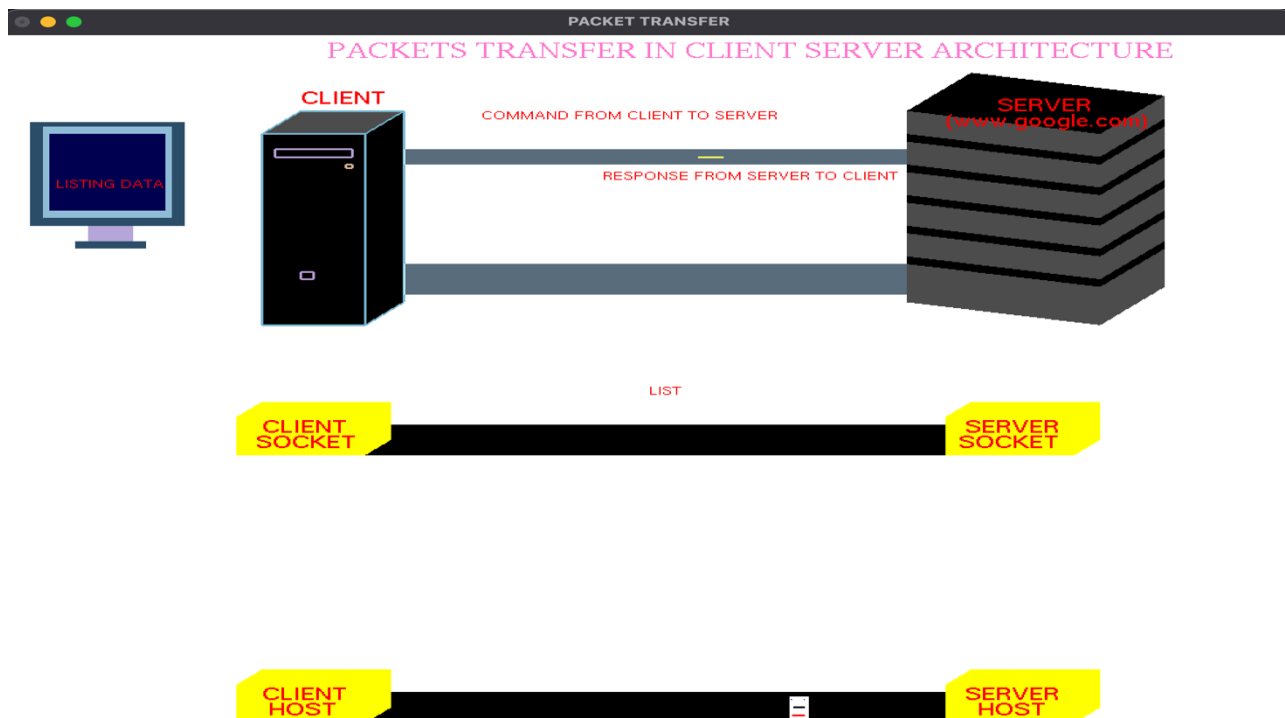 PACKET TRANSFER
PACKETS TRANSFER IN CLIENT SERVER ARCHITECTURE
CLIENT
SERVER
(www.google.com)
COMMAND FROM CLIENT TO SERVER
RESPONSE FROM SERVER TO CLIENT
LISTING DATA
LIST
CLIENT
SOCKET
SERVER
SOCKET
CLIENT
HOST
SERVER
HOST